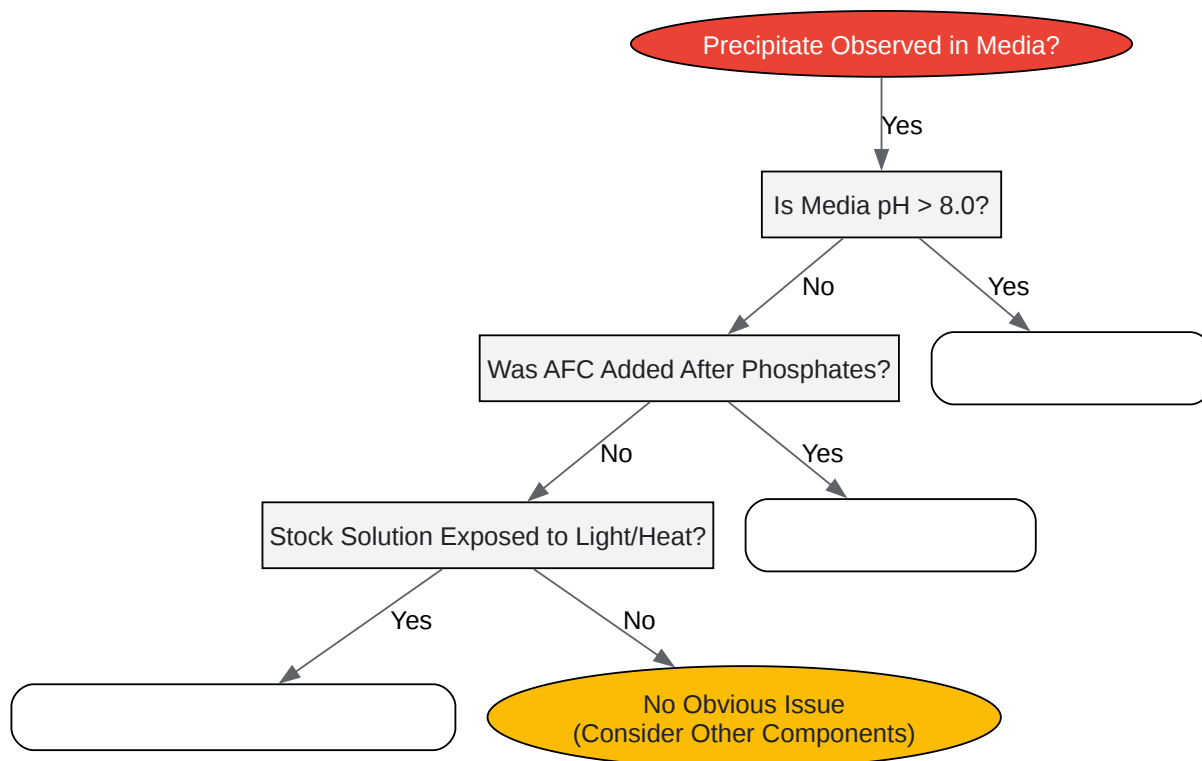 Precipitate Observed in Media?
Yes
Is Media pH > 8.0?
No
Yes
Was AFC Added After Phosphates?
No
Yes
Stock Solution Exposed to Light/Heat?
Yes
No
No Obvious Issue
(Consider Other Components)